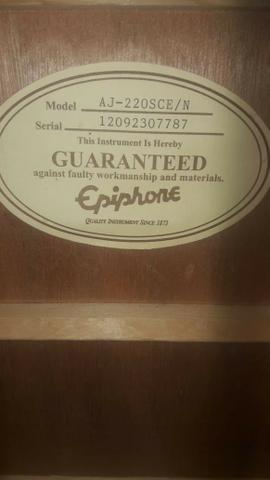 Model AJ-220SCE/N
Serial 12092307787
This Instrument Is Hereby
GUARANTEED
against faulty workmanship and materials.
Epiphone
QUALITY INSTRUMENT SINCE 1873